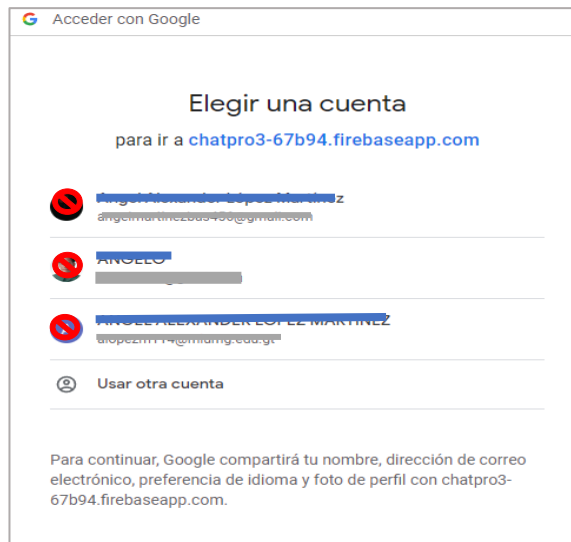 Acceder con Google
Elegir una cuenta
para ir a chatpro3-67b94.firebaseapp.com
Usar otra cuenta
Para continuar, Google compartirá tu nombre, dirección de correo
electrónico, preferencia de idioma y foto de perfil con chatpro3-
67b94.firebaseapp.com.